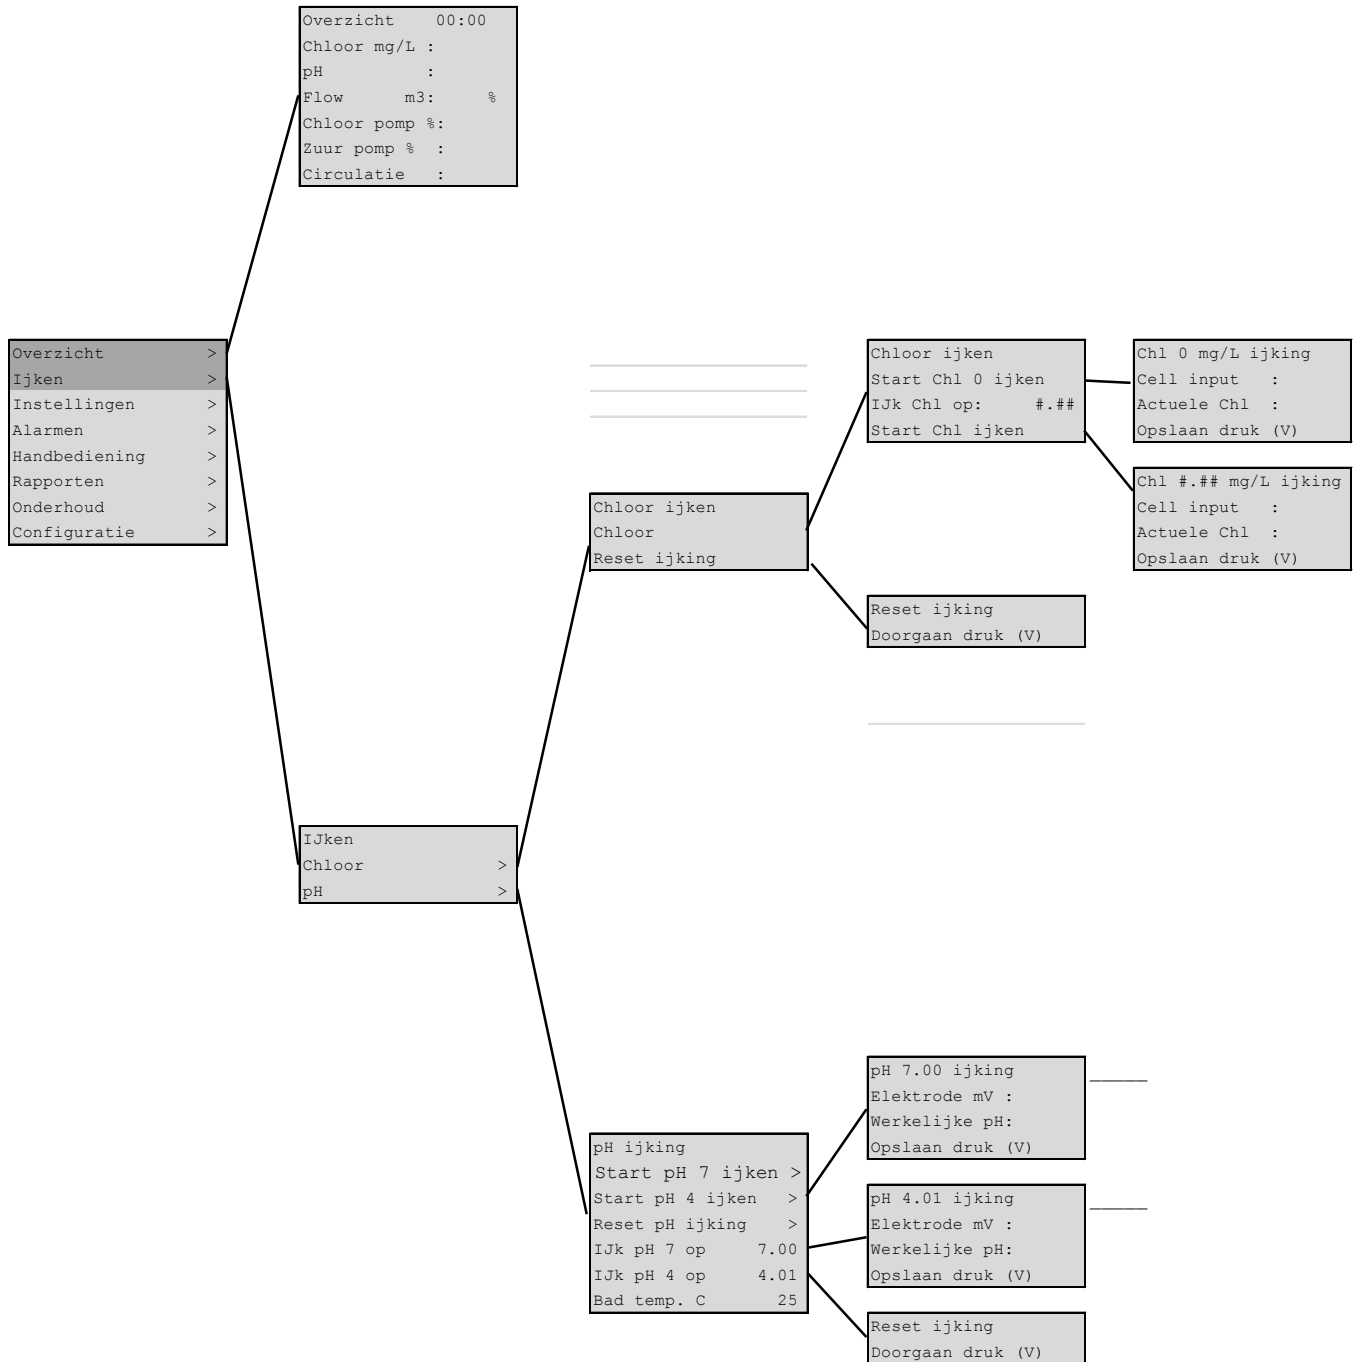 Overzicht 00:00
Chloor mg/L :
pH :
Flow m3: %
Chloor pomp %:
Zuur pomp % :
Circulatie :
Overzicht >
Ijken >
Instellingen >
Alarmen >
Handbediening >
Rapporten >
Onderhoud >
Configuratie >
Chloor ijken
Start Chl 0 ijken
IJk Chl op: #.##
Start Chl ijken
Chl 0 mg/L ijking
Cell input :
Actuele Chl :
Opslaan druk (V)
Chl #.## mg/L ijking
Cell input :
Actuele Chl :
Opslaan druk (V)
Chloor ijken
Chloor
Reset ijking
Reset ijking
Doorgaan druk (V)
IJken
Chloor >
pH >
pH ijking
Start pH 7 ijken >
Start pH 4 ijken >
Reset pH ijking >
IJk pH 7 op 7.00
IJk pH 4 op 4.01
Bad temp. C 25
pH 7.00 ijking
Elektrode mV :
Werkelijke pH:
Opslaan druk (V)
pH 4.01 ijking
Elektrode mV :
Werkelijke pH:
Opslaan druk (V)
Reset ijking
Doorgaan druk (V)